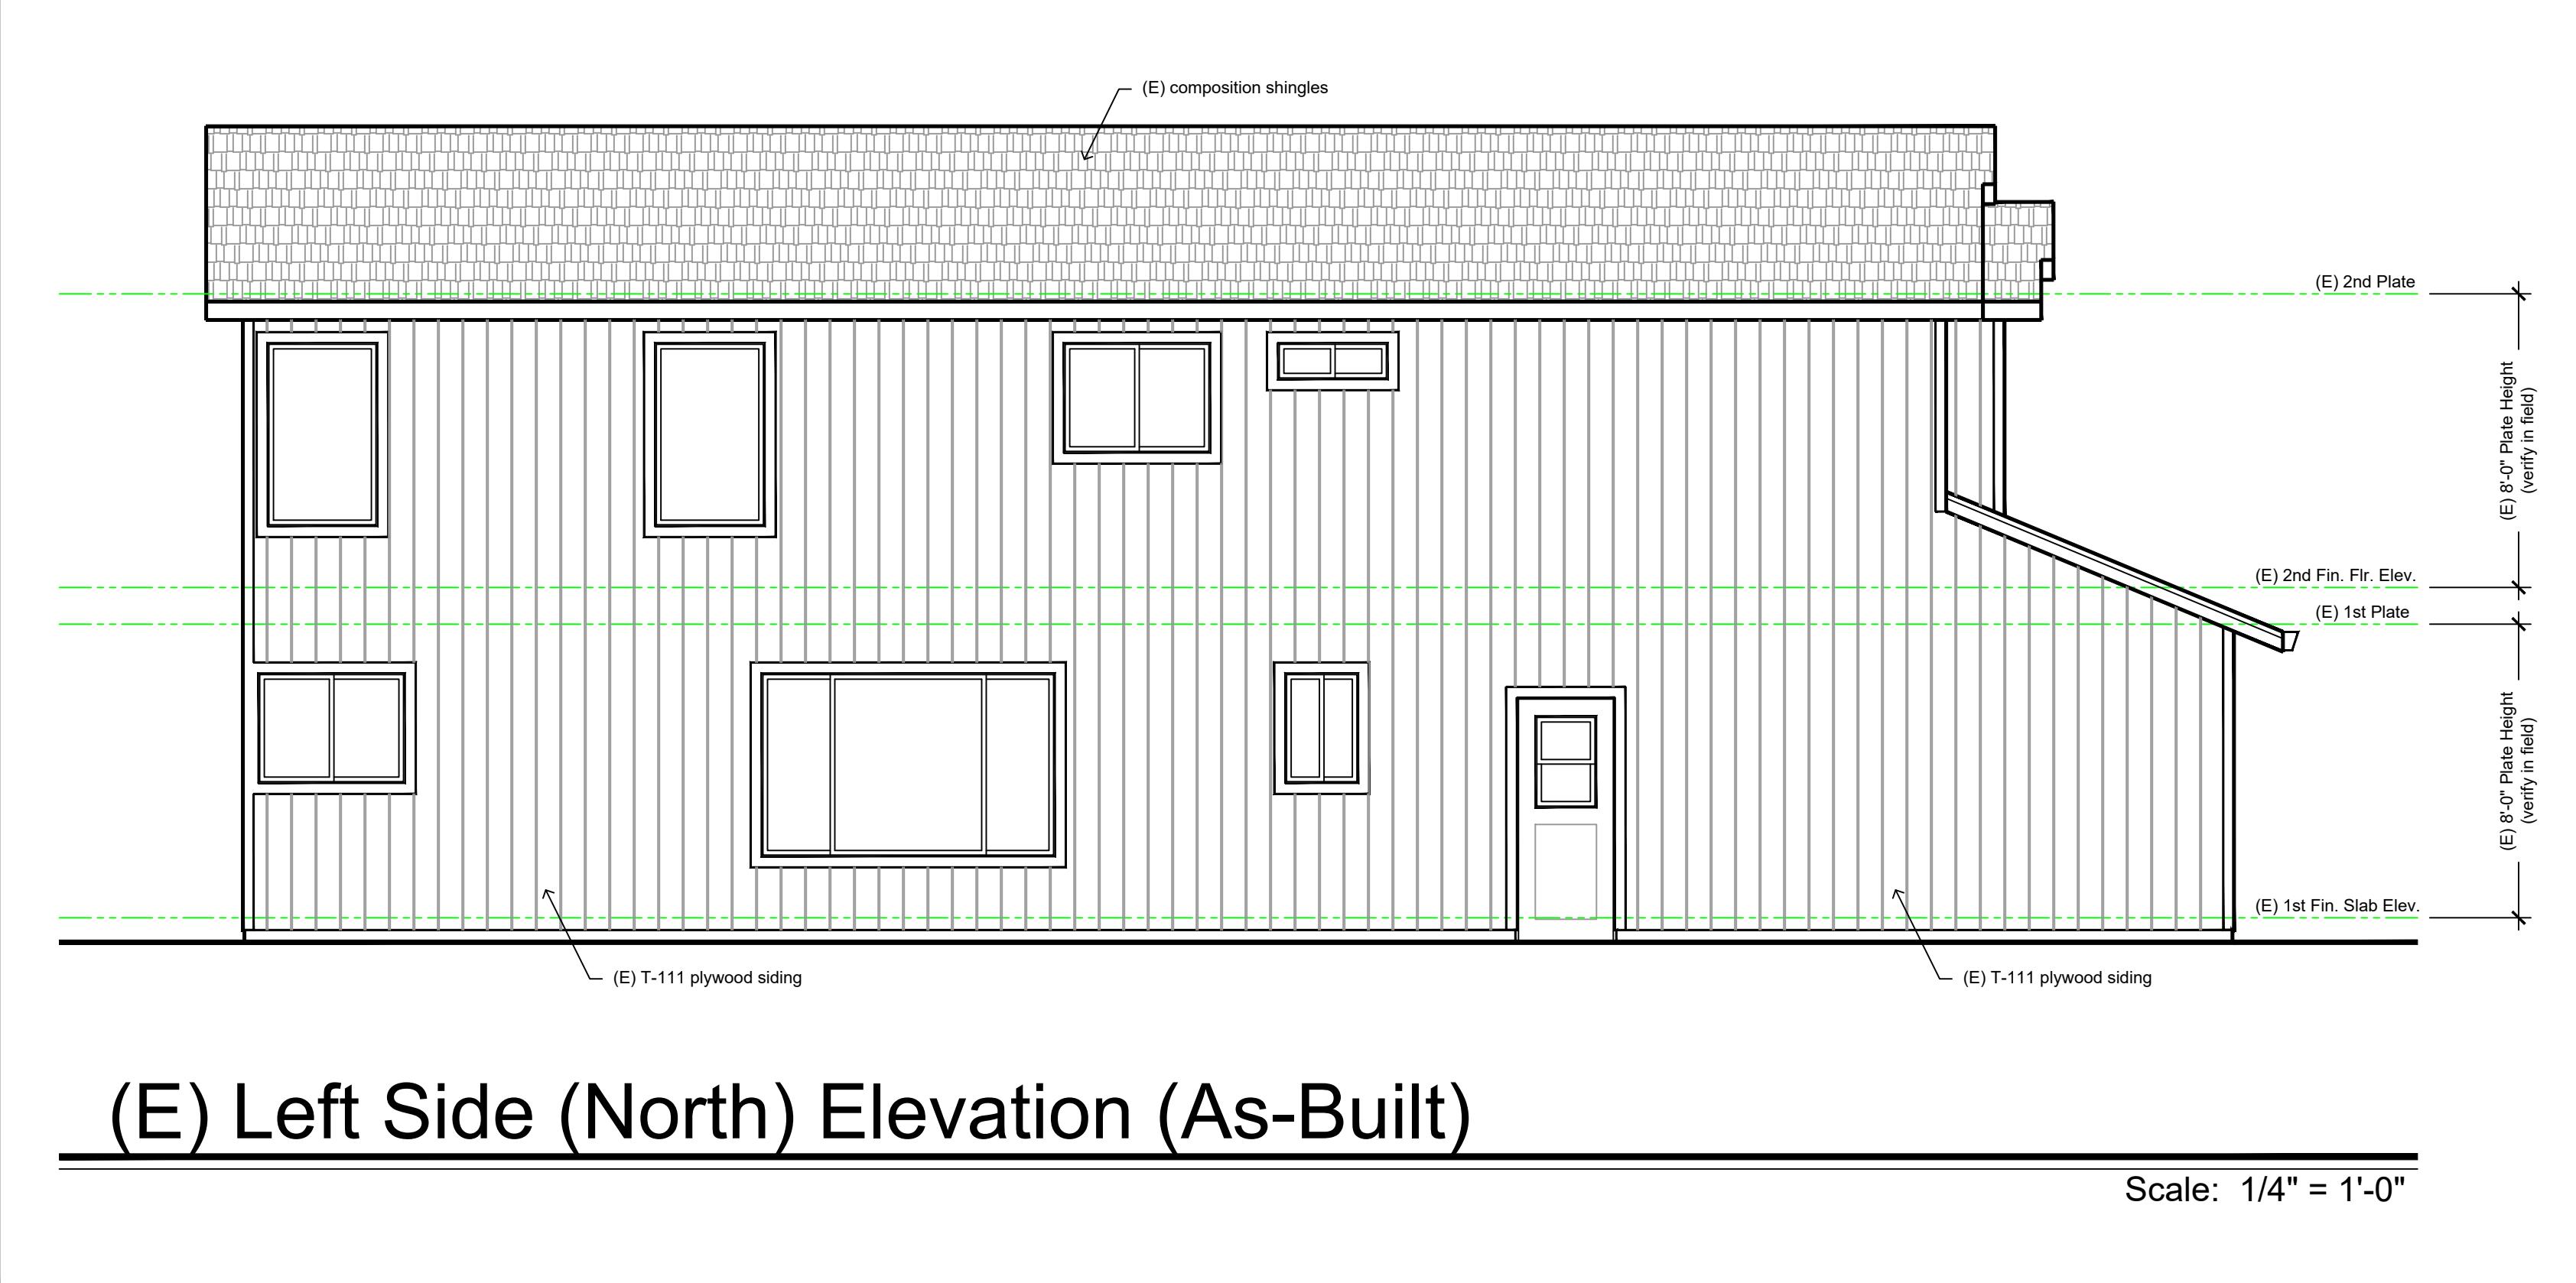 (E) composition shingles
(E) 2nd Plate
(E) 8'-0" Plate Height
(verify in field)
(E) 2nd Fin. Flr. Elev.
(E) 1st Plate
(E) 8'-0" Plate Height
(verify in field)
(E) 1st Fin. Slab Elev.
(E) T-111 plywood siding
(E) T-111 plywood siding
(E) Left Side (North) Elevation (As-Built)
Scale: 1/4" = 1'-0"